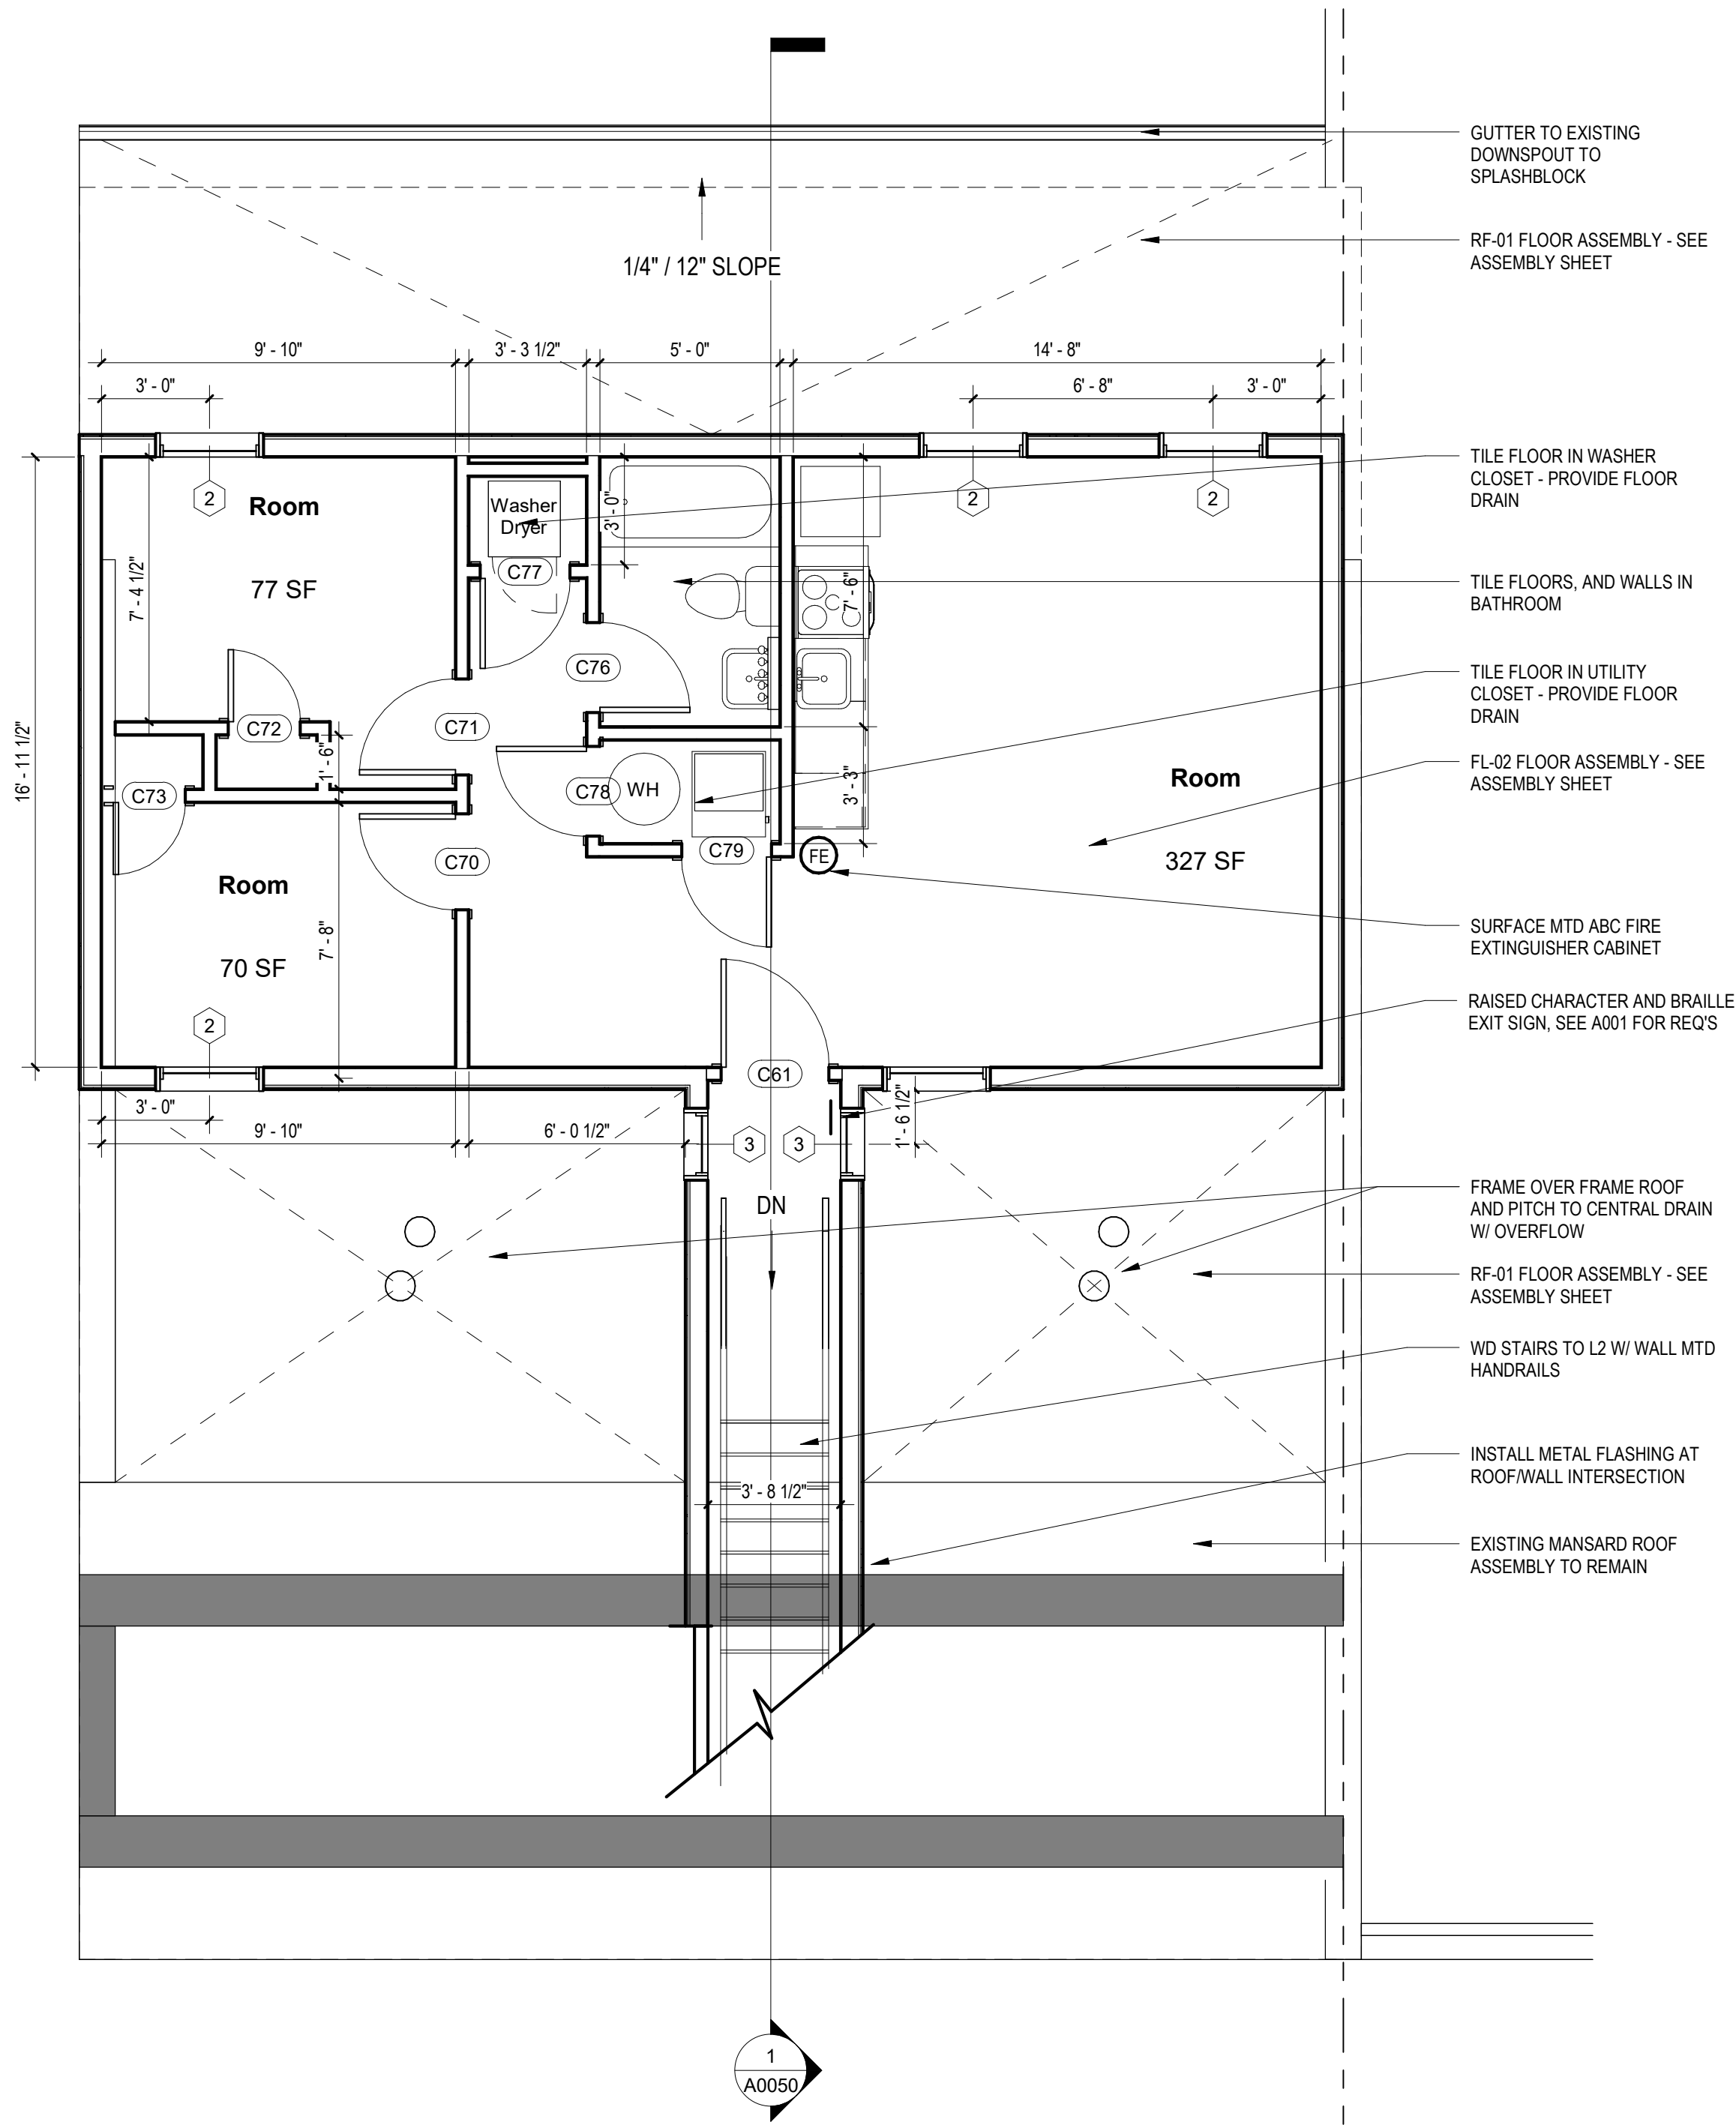 GUTTER TO EXISTING
DOWNSPOUT TO
SPLASHBLOCK
RF-01 FLOOR ASSEMBLY - SEE
ASSEMBLY SHEET
1/4" / 12" SLOPE
9' - 10"
3' - 3 1/2"
5' - 0"
14' - 8"
3' - 0"
6' - 8"
3' - 0"
TILE FLOOR IN WASHER
CLOSET - PROVIDE FLOOR
DRAIN
2
Room
77 SF
7' - 4 1/2"
Washer
Dryer
3' - 0"
2
2
C77
7' - 6"
TILE FLOORS, AND WALLS IN
BATHROOM
C76
TILE FLOOR IN UTILITY
CLOSET - PROVIDE FLOOR
DRAIN
16' - 11 1/2"
C72
C71
1' - 6"
C73
C78
WH
3' - 3"
Room
327 SF
FL-02 FLOOR ASSEMBLY - SEE
ASSEMBLY SHEET
C70
C79
FE
Room
70 SF
7' - 8"
SURFACE MTD ABC FIRE
EXTINGUISHER CABINET
RAISED CHARACTER AND BRAILLE
EXIT SIGN, SEE A001 FOR REQ'S
2
C61
3' - 0"
9' - 10"
6' - 0 1/2"
3
3
1' - 6 1/2"
DN
FRAME OVER FRAME ROOF
AND PITCH TO CENTRAL DRAIN
W/ OVERFLOW
RF-01 FLOOR ASSEMBLY - SEE
ASSEMBLY SHEET
WD STAIRS TO L2 W/ WALL MTD
HANDRAILS
INSTALL METAL FLASHING AT
ROOF/WALL INTERSECTION
3' - 8 1/2"
EXISTING MANSARD ROOF
ASSEMBLY TO REMAIN
1
A0050